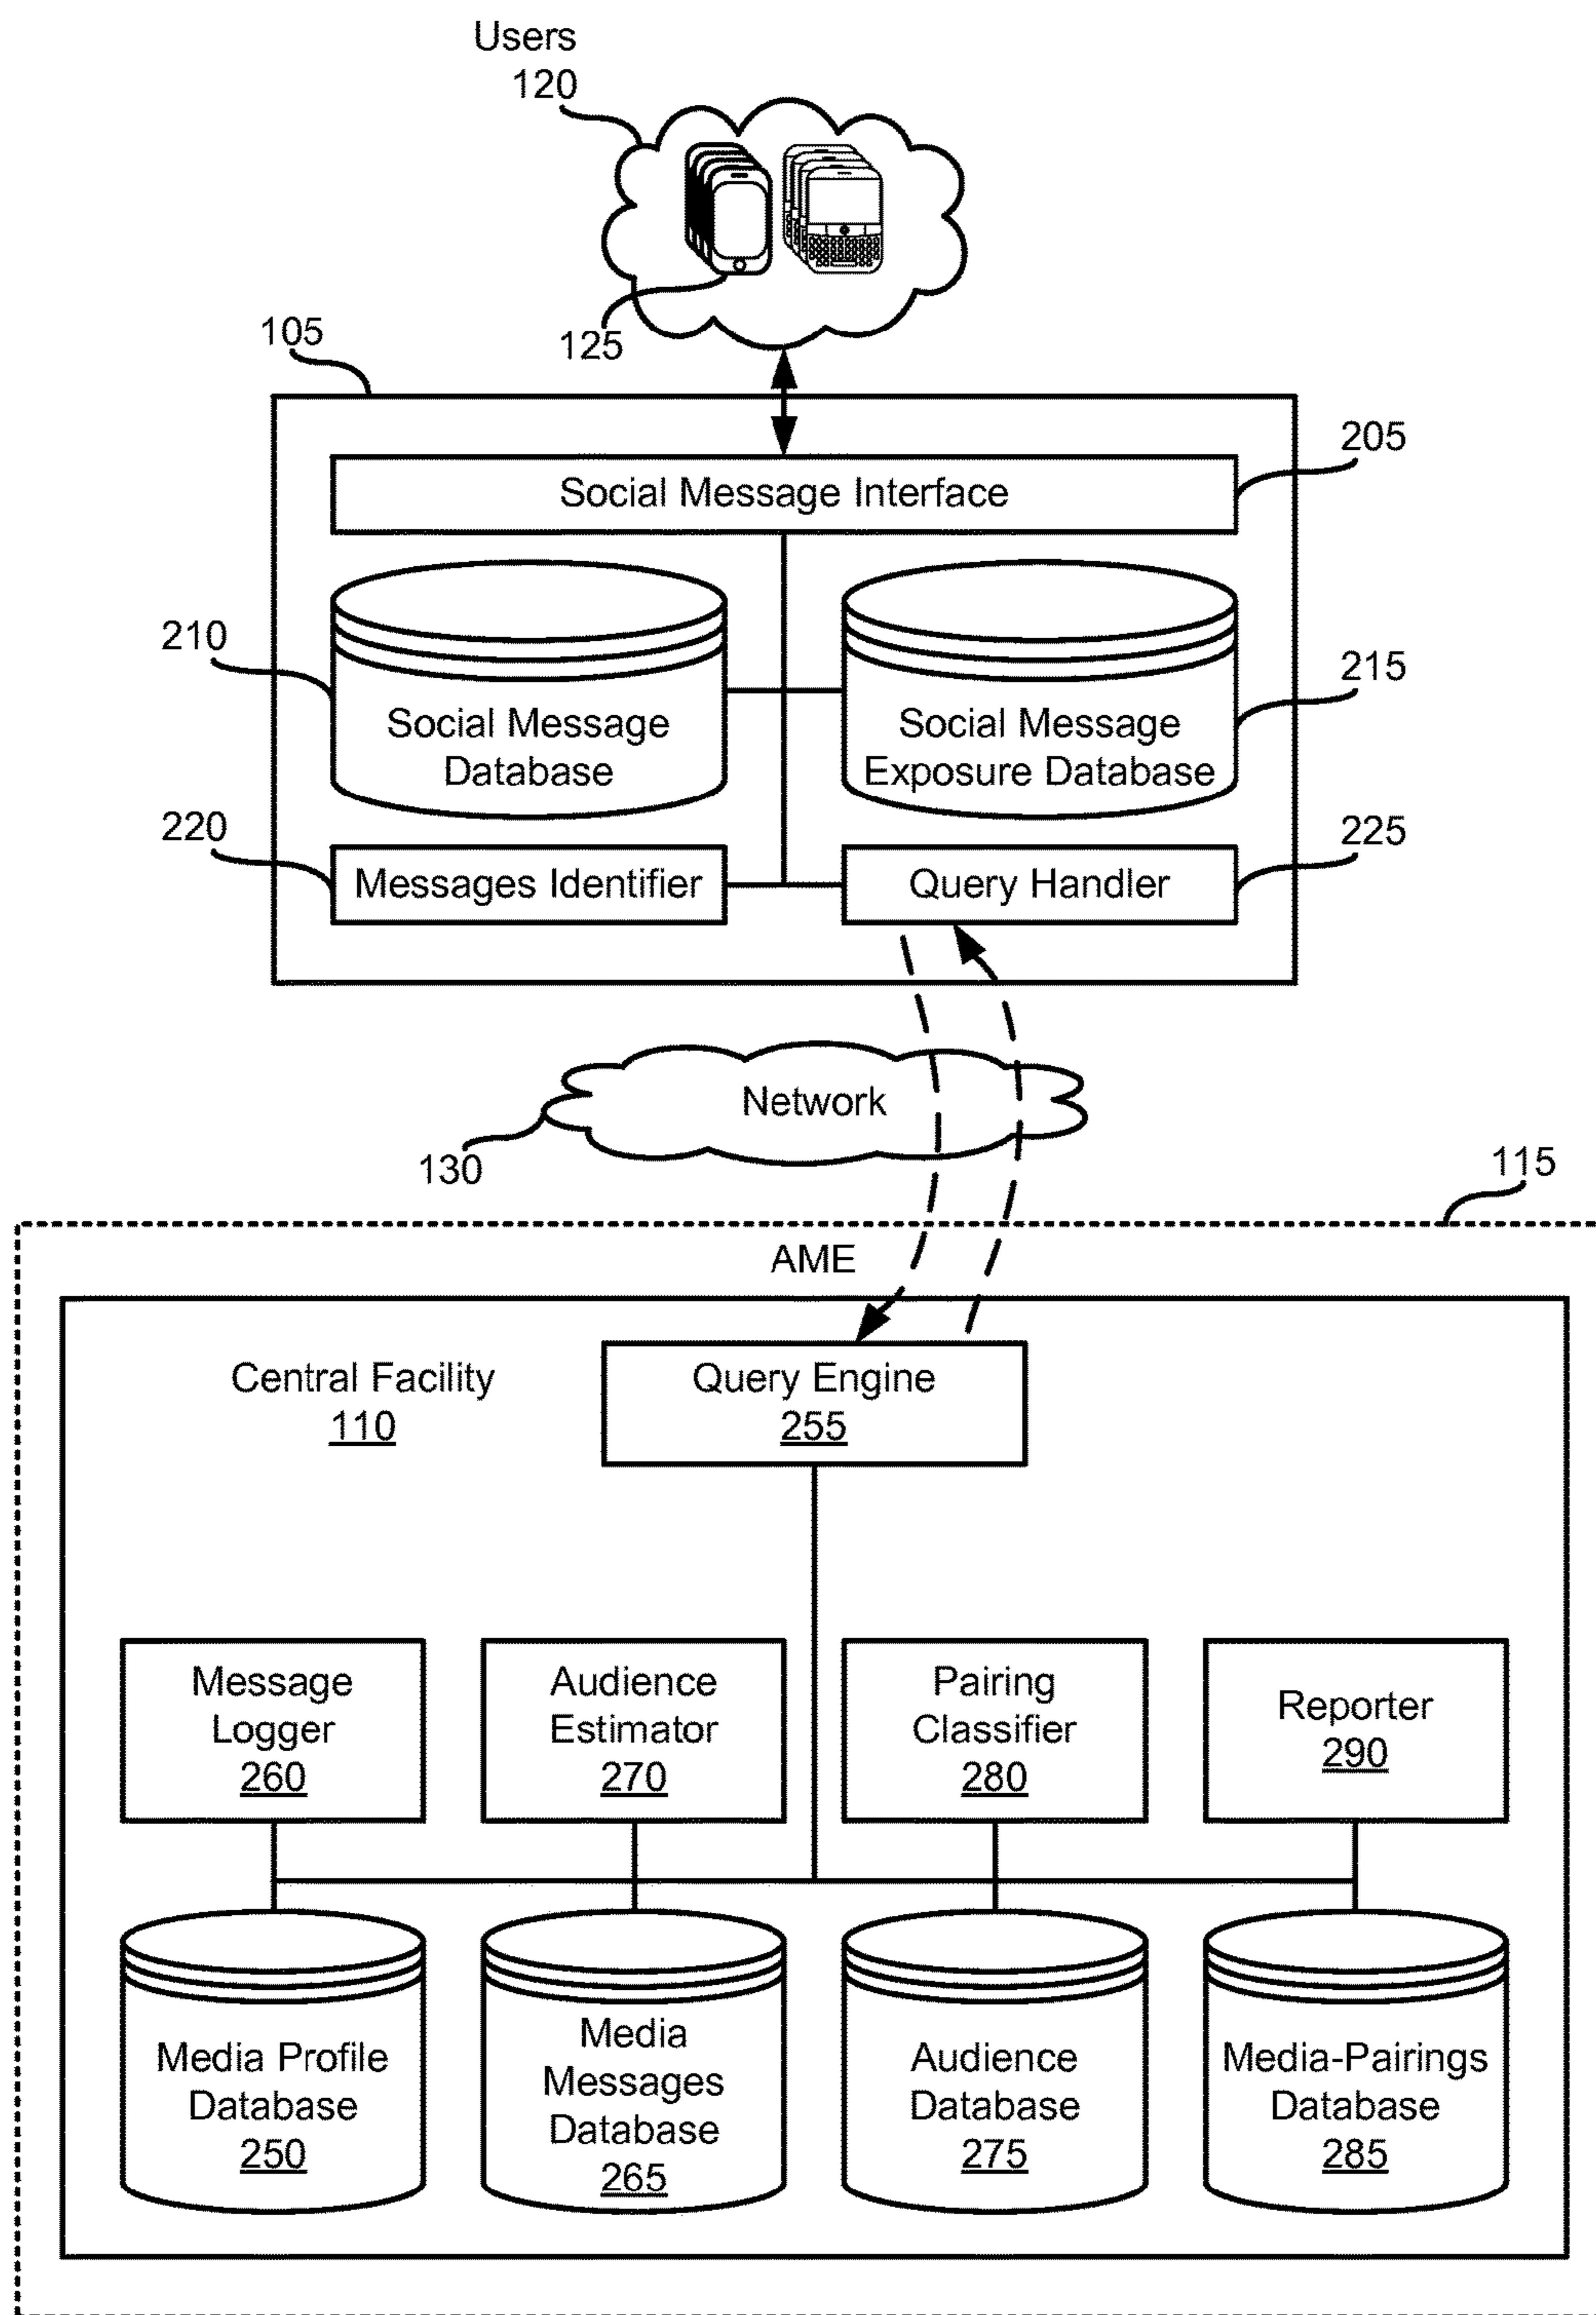 Users
120
125
105
205
Social Message Interface
210
215
Social Message
Database
Social Message
Exposure Database
220
225
Messages Identifier
Query Handler
Network
130
115
AME
Central Facility
110
Query Engine
255
Message
Logger
260
Audience
Estimator
270
Pairing
Classifier
280
Reporter
290
Media Profile
Database
250
Media
Messages
Database
265
Audience
Database
275
Media-Pairings
Database
285